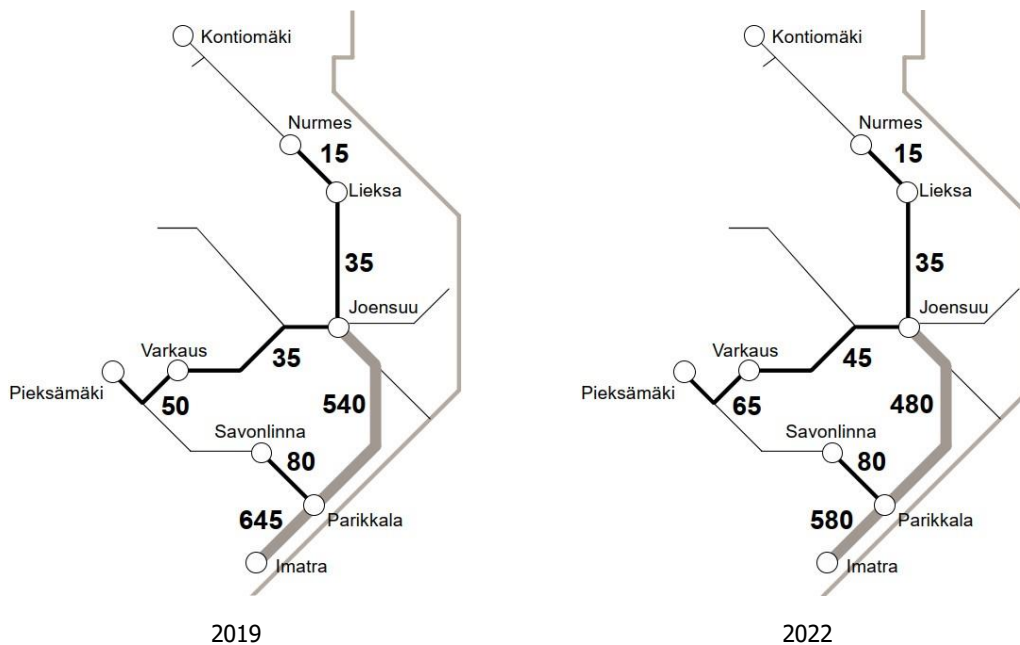 Kontiomäki
Nurmes
15
Lieksa
35
Joensuu
Varkaus
35
Pieksämäki
50
540
Savonlinna
80
645
Parikkala
Imatra
2019
Kontiomäki
Nurmes
15
Lieksa
35
Joensuu
Varkaus
45
Pieksämäki
65
480
Savonlinna
80
580
Parikkala
Imatra
2022